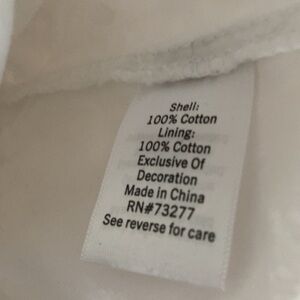 Shell:
100% Cotton
Lining:
100% Cotton
Exclusive Of
Decoration
Made in China
RN#73277
See reverse for care